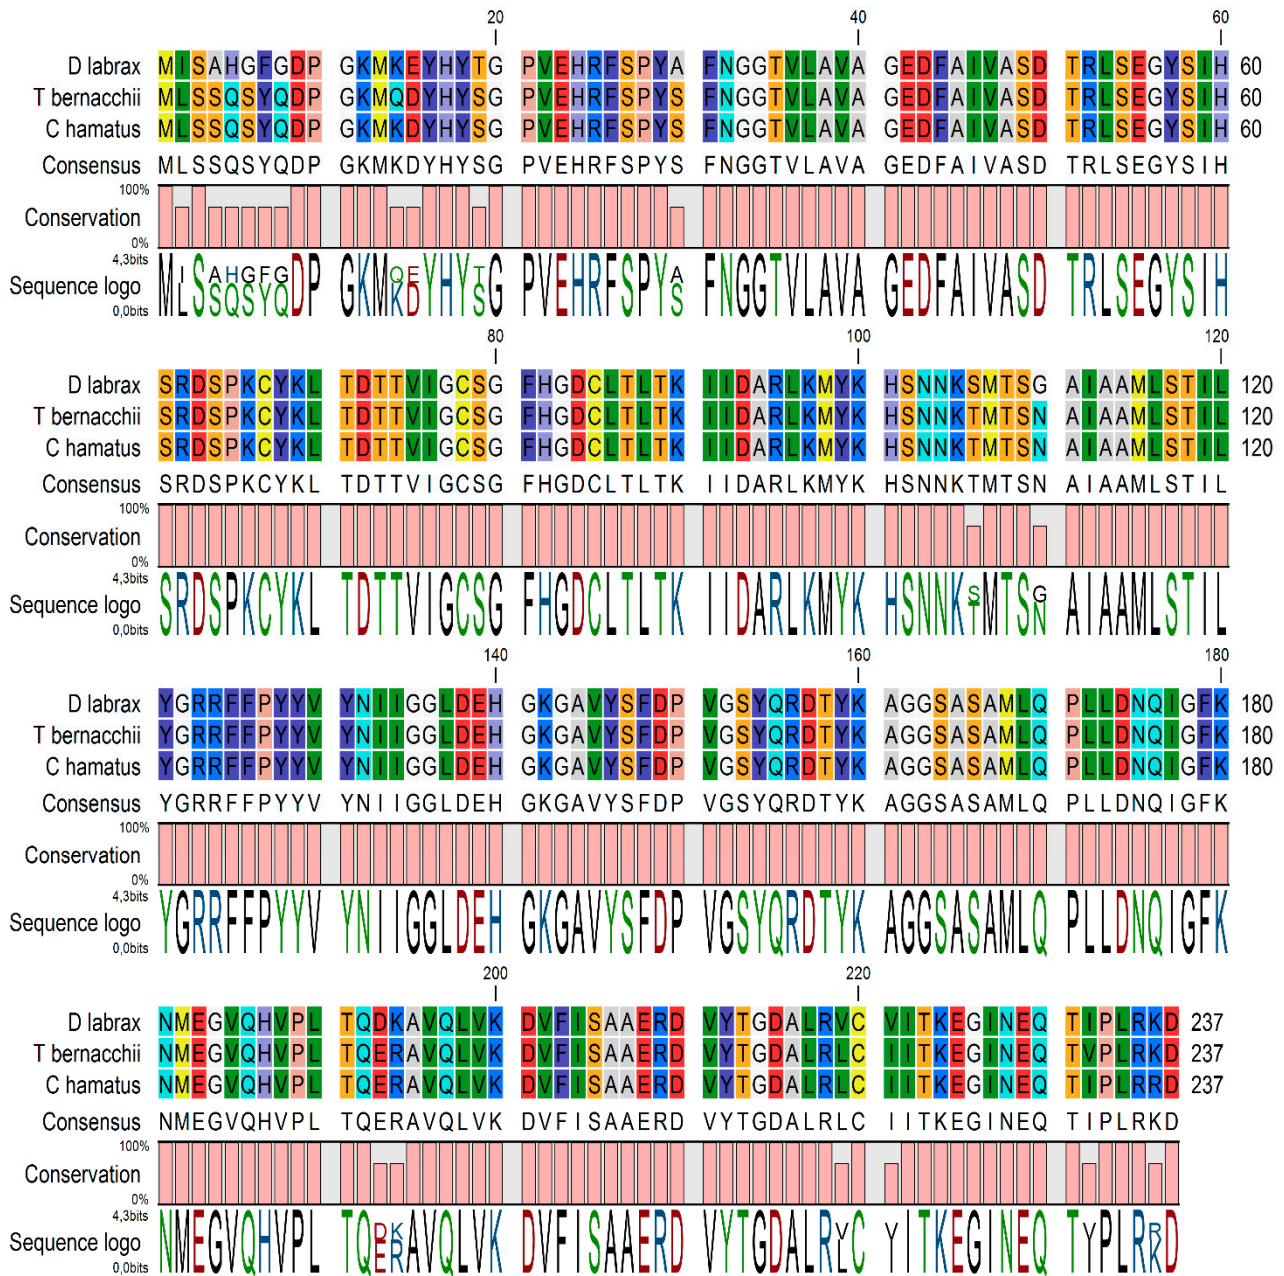 20 40 60
D labrax MISAHGFGDP GKMKEYHYTG PVEHRFSPYA FNGGTVLAVA GEDFAIVASD TRLSEGYSIH 60
T bernacchii MLSSQSYQDP GKMQDYHYSG PVEHRFSPYS FNGGTVLAVA GEDFAIVASD TRLSEGYSIH 60
C hamatus MLSSQSYQDP GKMKDYHYSG PVEHRFSPYS FNGGTVLAVA GEDFAIVASD TRLSEGYSIH 60
Consensus MLSSQSYQDP GKMKDYHYSG PVEHRFSPYS FNGGTVLAVA GEDFAIVASD TRLSEGYSIH
100%
Conservation
0%
4,3bits
Sequence logo
0,0bits
80 100 120
D labrax SRDSPKCYKL TDTTVIGCSG FHGDCLTLTK IIDARLKMYK HSNNKSMTSG AIAAMLSTIL 120
T bernacchii SRDSPKCYKL TDTTVIGCSG FHGDCLTLTK IIDARLKMYK HSNNKTMTSN AIAAMLSTIL 120
C hamatus SRDSPKCYKL TDTTVIGCSG FHGDCLTLTK IIDARLKMYK HSNNKTMTSN AIAAMLSTIL 120
Consensus SRDSPKCYKL TDTTVIGCSG FHGDCLTLTK IIDARLKMYK HSNNKTMTSN AIAAMLSTIL
100%
Conservation
0%
4,3bits
Sequence logo
0,0bits
140 160 180
D labrax YGRRFFPYYV YNIIGGLDEH GKGAVYSFDP VGSYQRDTYK AGGSASAMLQ PLLDNQIGFK 180
T bernacchii YGRRFFPYYV YNIIGGLDEH GKGAVYSFDP VGSYQRDTYK AGGSASAMLQ PLLDNQIGFK 180
C hamatus YGRRFFPYYV YNIIGGLDEH GKGAVYSFDP VGSYQRDTYK AGGSASAMLQ PLLDNQIGFK 180
Consensus YGRRFFPYYV YNIIGGLDEH GKGAVYSFDP VGSYQRDTYK AGGSASAMLQ PLLDNQIGFK
100%
Conservation
0%
4,3bits
Sequence logo YGRRFFPYYV YNIIGGLDEH GKGAVYSFDP VGSYQRDTYK AGGSASAMLQ PLLDNQIGFK
0,0bits
200 220
D labrax NMEGVQHVPL TQDKAVQLVK DVFISAAERD VYTGDALRVC VITKEGINEQ TIPLRKD 237
T bernacchii NMEGVQHVPL TQERAVQLVK DVFISAAERD VYTGDALRLC IITKEGINEQ TVPLRKD 237
C hamatus NMEGVQHVPL TQERAVQLVK DVFISAAERD VYTGDALRLC IITKEGINEQ TIPLRRD 237
Consensus NMEGVQHVPL TQERAVQLVK DVFISAAERD VYTGDALRLC IITKEGINEQ TIPLRKD
100%
Conservation
0%
4,3bits
Sequence logo
0,0bits